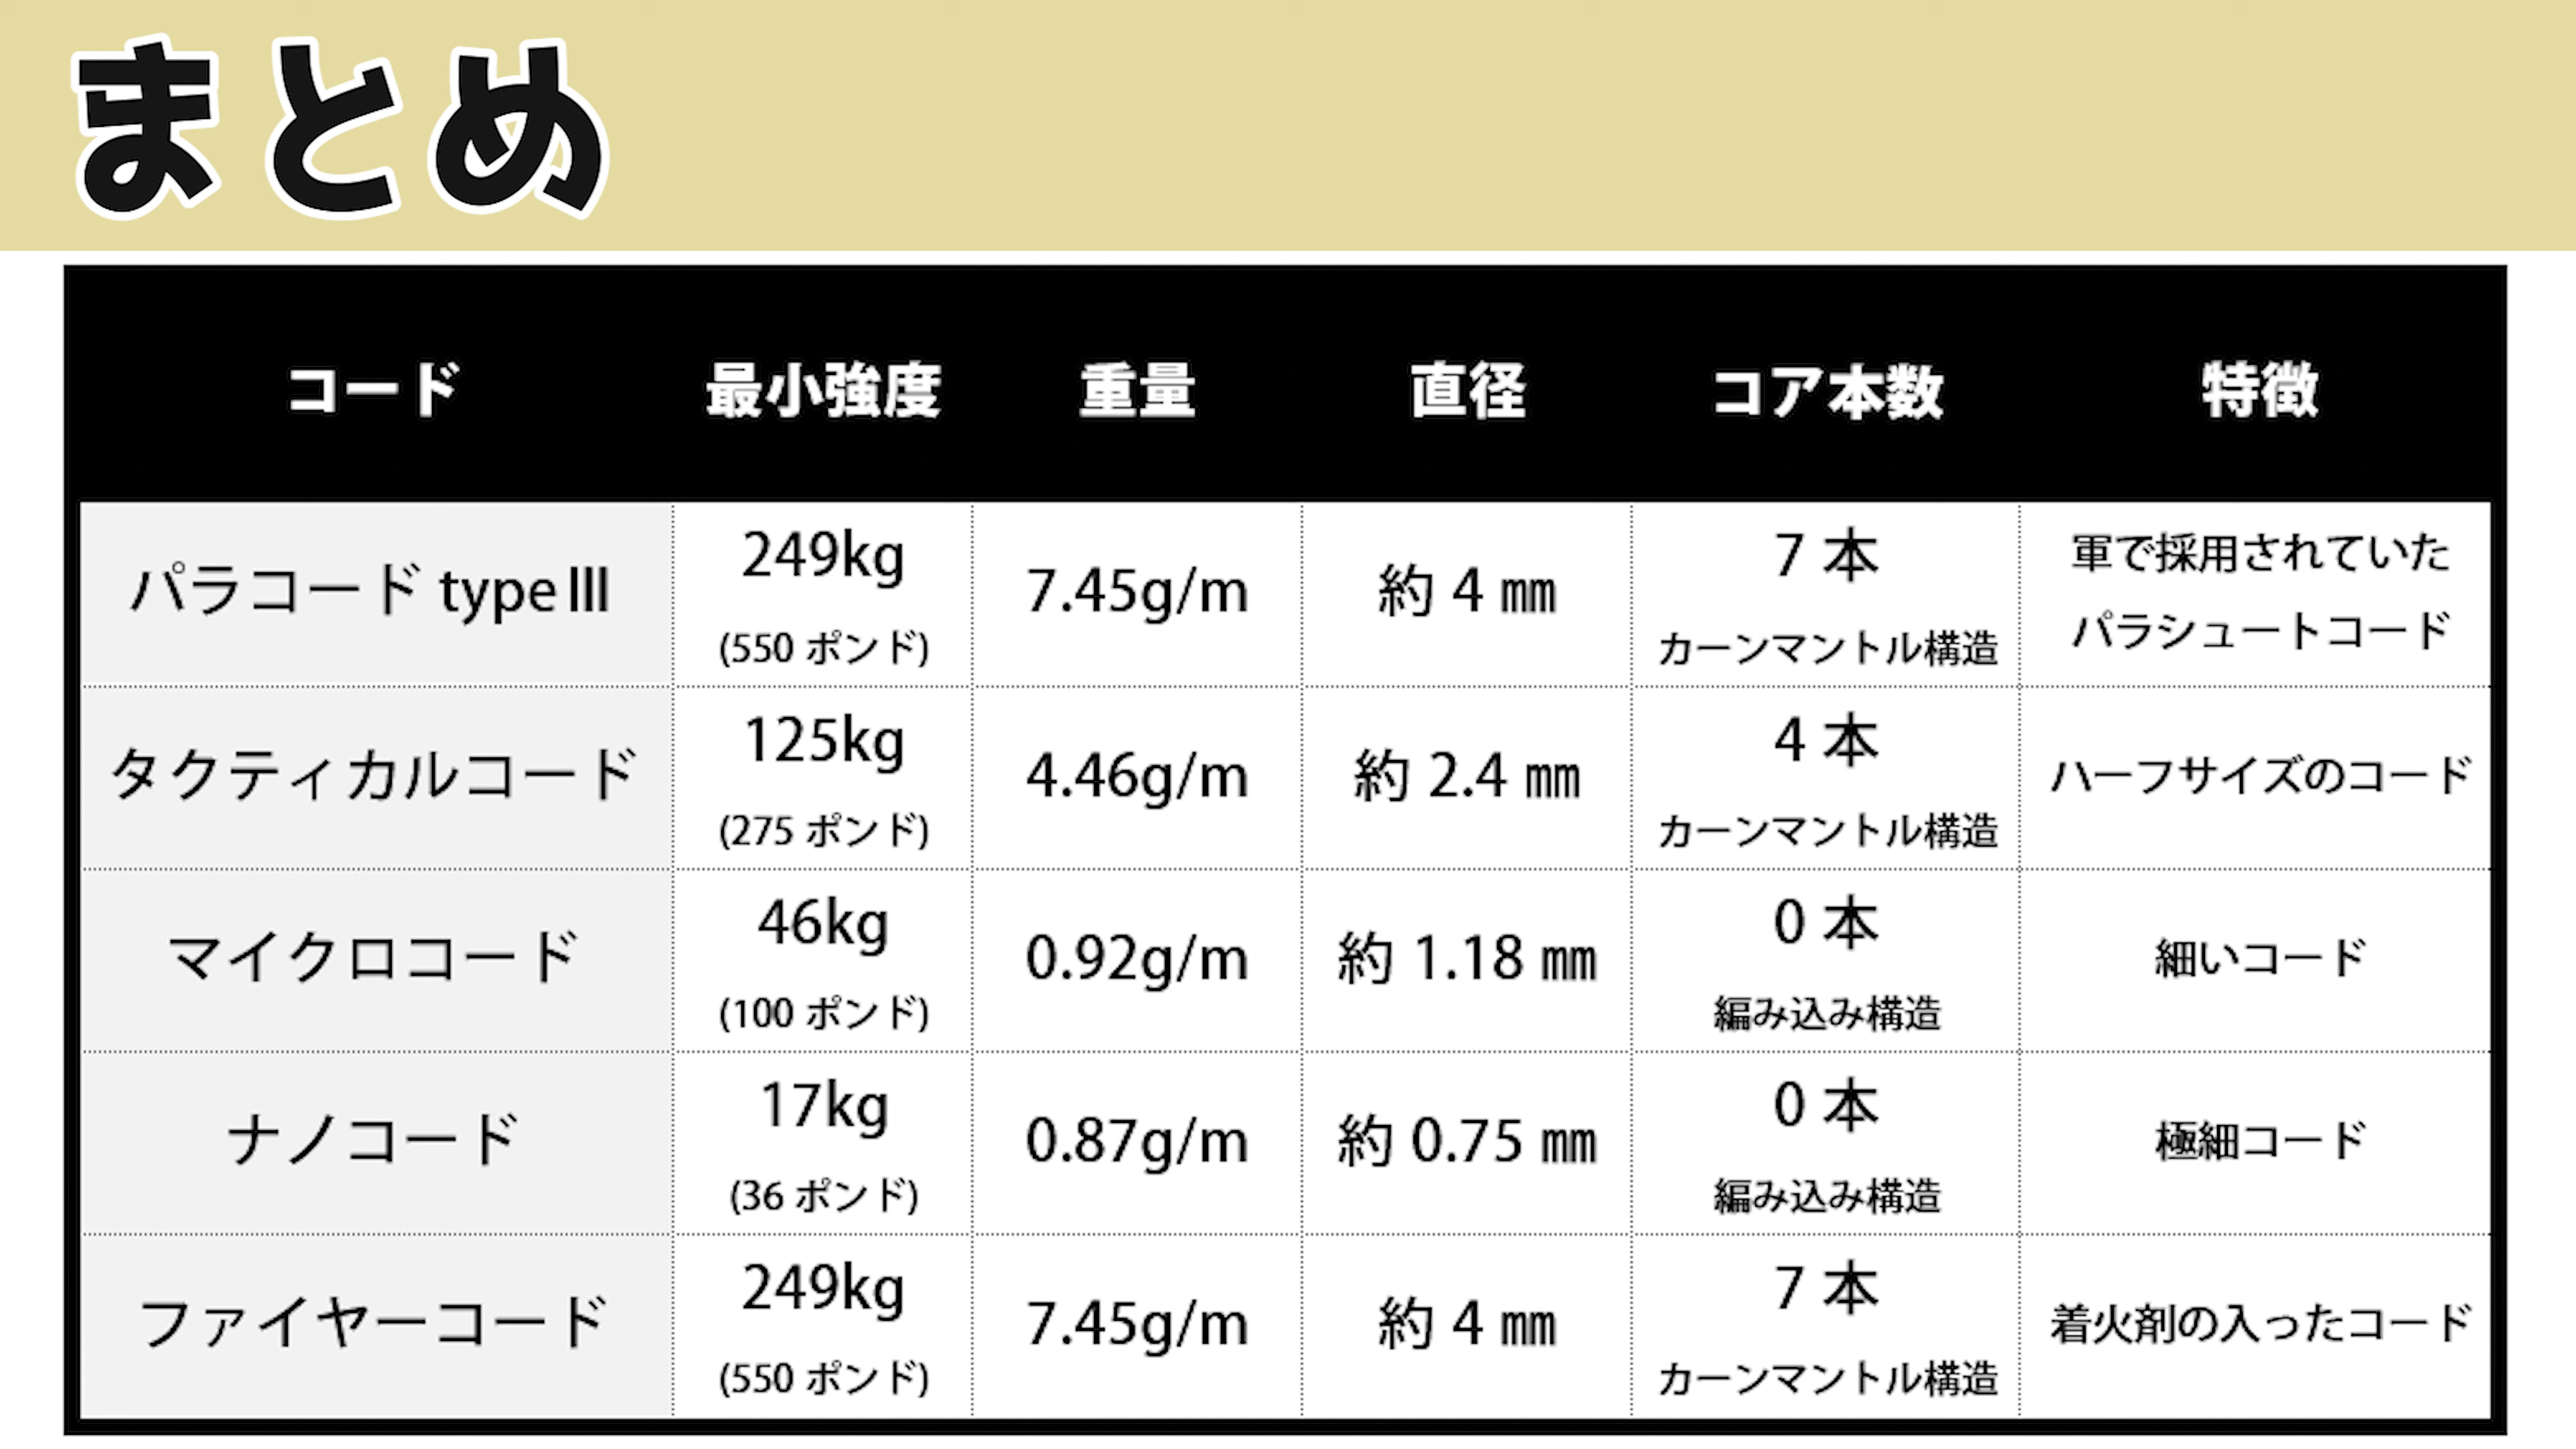 まとめ
コード 最小強度 重量 直径 コア本数 特徴
パラコード typeⅢ 249kg (550 ポンド) 7.45g/m 約 4 ㎜ 7 本 カーンマントル構造 軍で採用されていた パラシュートコード
タクティカルコード 125kg (275 ポンド) 4.46g/m 約 2.4 ㎜ 4 本 カーンマントル構造 ハーフサイズのコード
マイクロコード 46kg (100 ポンド) 0.92g/m 約 1.18 ㎜ 0 本 編み込み構造 細いコード
ナノコード 17kg (36 ポンド) 0.87g/m 約 0.75 ㎜ 0 本 編み込み構造 極細コード
ファイヤーコード 249kg (550 ポンド) 7.45g/m 約 4 ㎜ 7 本 カーンマントル構造 着火剤の入ったコード